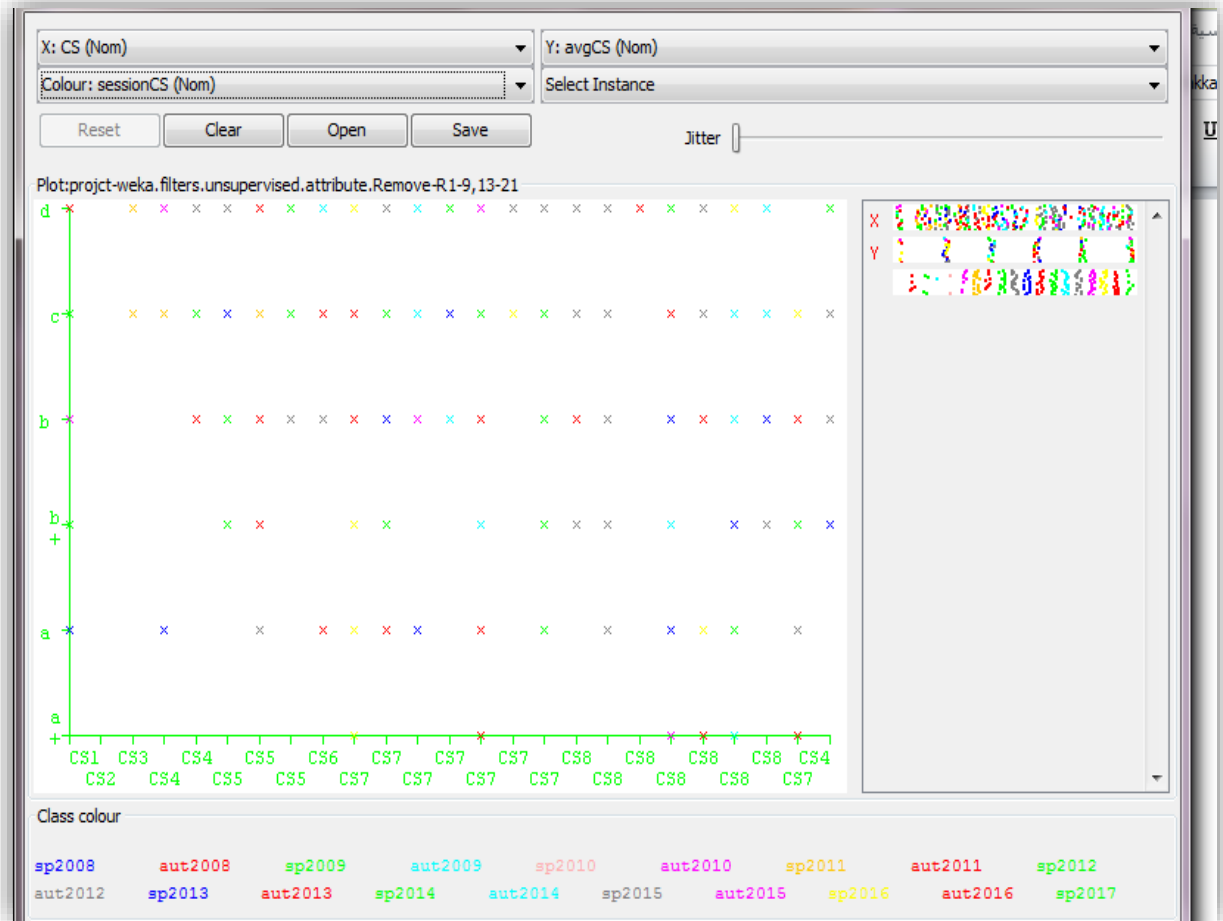 X: CS (Nom) Y: avgCS (Nom)
Colour: sessionCS (Nom) Select Instance
Reset Clear Open Save Jitter
Plot:projct-weka.filters.unsupervised.attribute.Remove-R1-9,13-21
d
c
b
b
+
a
a
+
X
Y
CS1 CS3 CS4 CS5 CS6 CS7 CS7 CS7 CS8 CS8 CS8 CS8 CS4
CS2 CS4 CS5 CS5 CS7 CS7 CS7 CS7 CS8 CS8 CS8 CS7
Class colour
sp2008 aut2008 sp2009 aut2009 sp2010 aut2010 sp2011 aut2011 sp2012
aut2012 sp2013 aut2013 sp2014 aut2014 sp2015 aut2015 sp2016 aut2016 sp2017
U